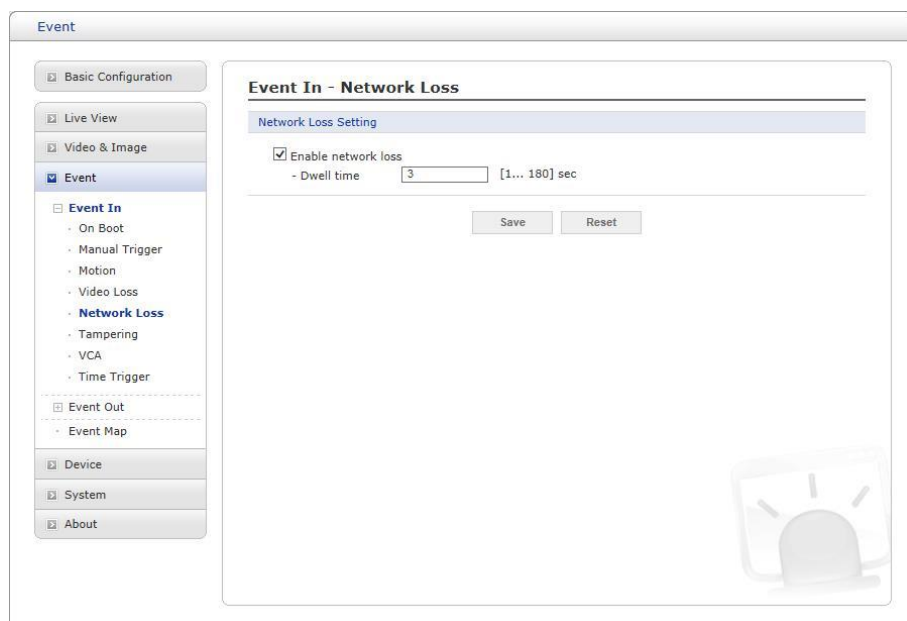 Event
Basic Configuration
Live View
Video & Image
Event
Event In
On Boot
Manual Trigger
Motion
Video Loss
Network Loss
Tampering
VCA
Time Trigger
Event Out
Event Map
Device
System
About
Event In - Network Loss
Network Loss Setting
Enable network loss
- Dwell time 3 [1... 180] sec
Save Reset